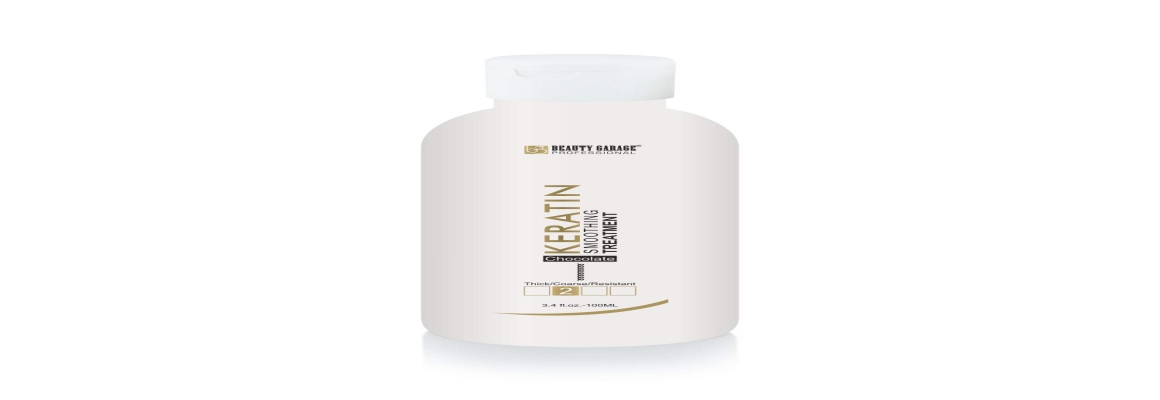 BEAUTY GARAGE
PROFESSIONAL
KERATIN
SMOOTHING
TREATMENT
Chocolate
Thick/Coarse/Resistant
2
3.4 fl.oz.-100ML